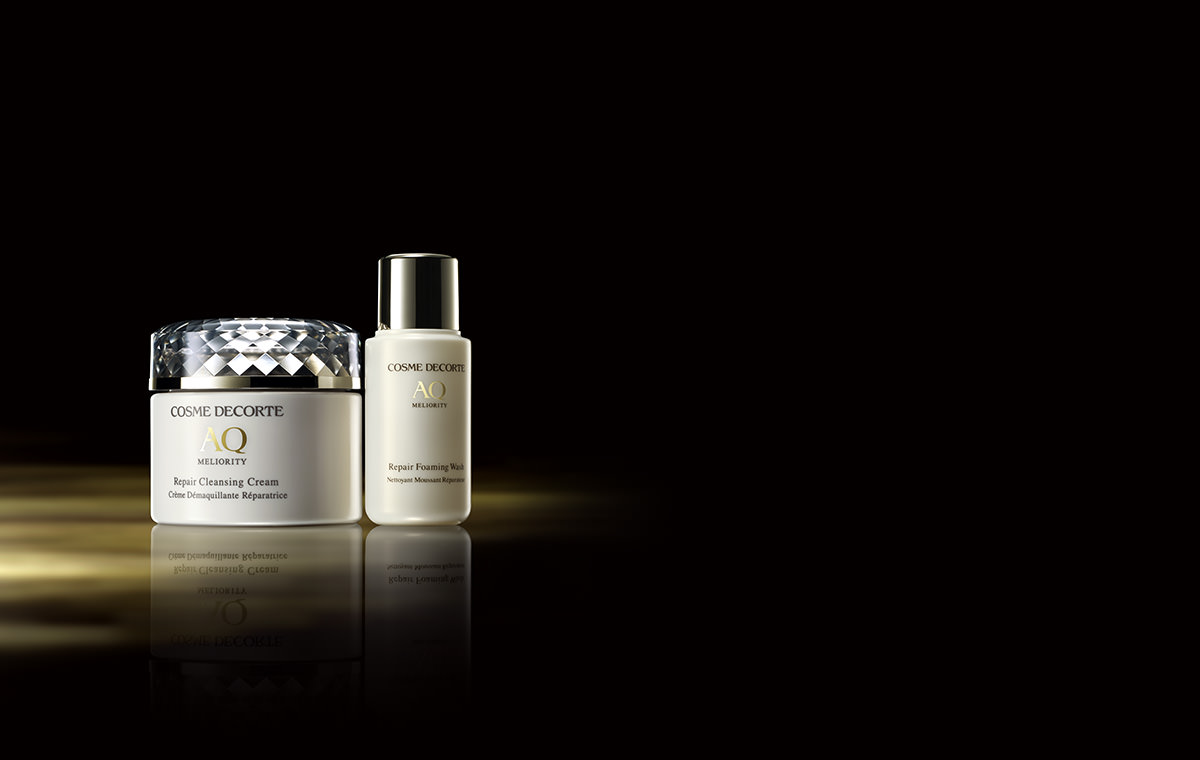 COSME DECORTE
AQ
MELIORITY
Repair Cleansing Cream
Crème Démaquillante Réparatrice
COSME DECORTE
AQ
MELIORITY
Repair Foaming Wash
Nettoyant Moussant Réparateur